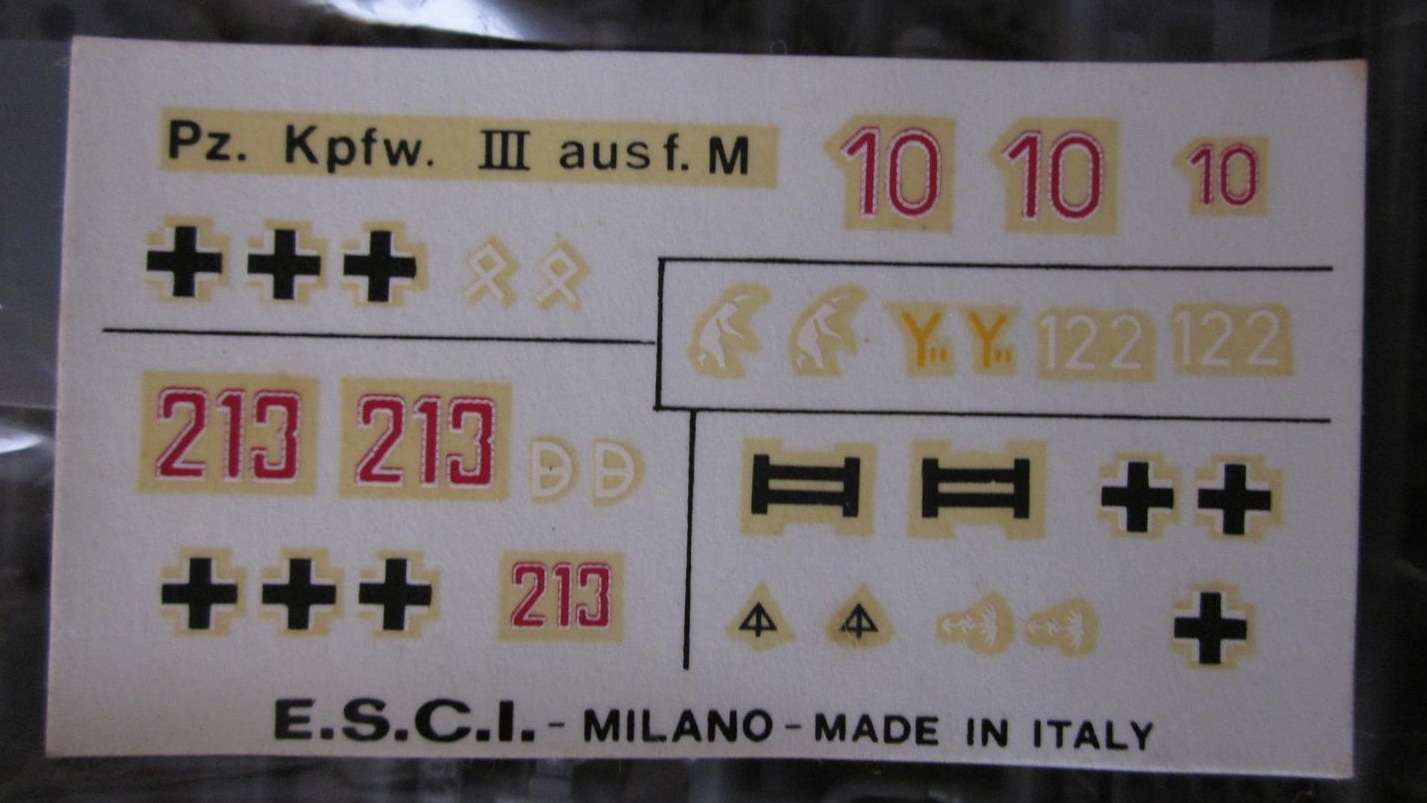 Pz. Kpfw. III ausf. M
10 10 10
122 122
213 213
213
E.S.C.I. - MILANO - MADE IN ITALY